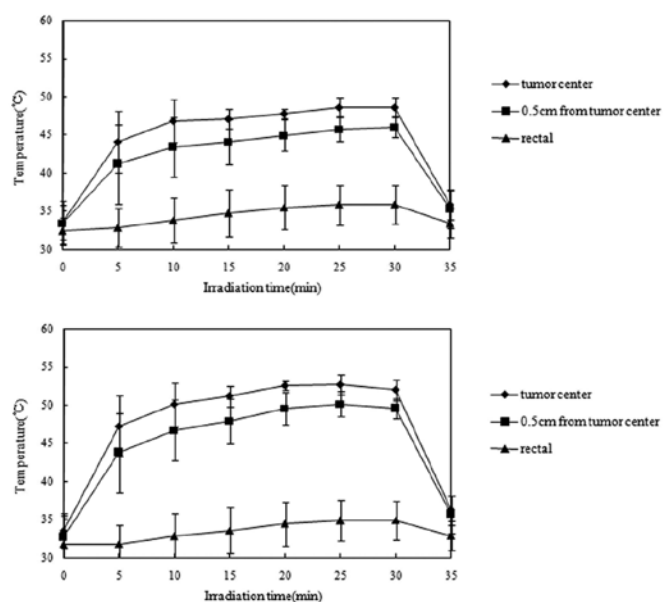 60
55
50
45
40
35
30
Temperature(℃)
0 5 10 15 20 25 30 35
Irradiation time(min)
tumor center
0.5cm from tumor center
rectal
60
55
50
45
40
35
30
Temperature(℃)
0 5 10 15 20 25 30 35
Irradiation time(min)
tumor center
0.5cm from tumor center
rectal